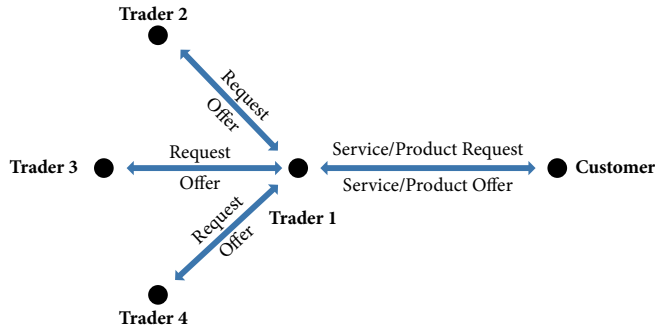 Trader 2
Request
Offer
Trader 3
Request
Offer
Service/Product Request
Service/Product Offer
Customer
Trader 1
Request
Offer
Trader 4